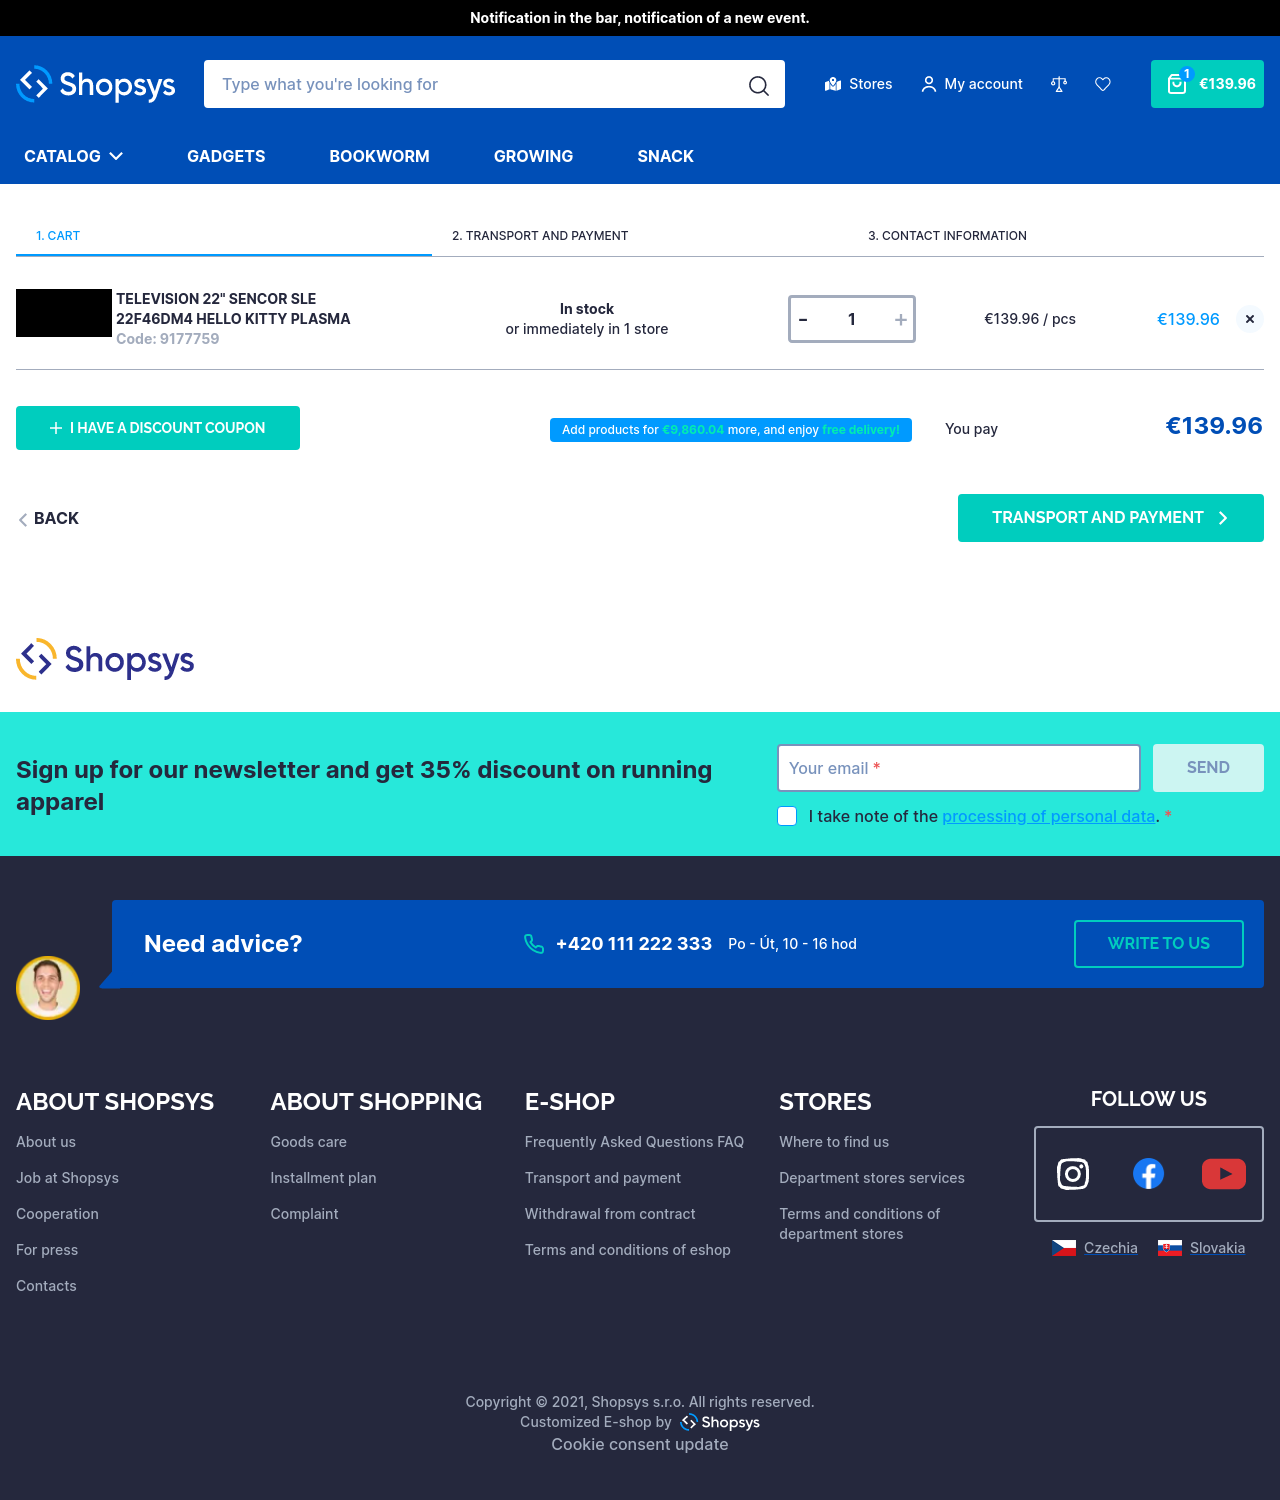 Notification in the bar, notification of a new event.
Shopsys
Type what you're looking for
Stores
My account
1
€139.96
CATALOG
GADGETS
BOOKWORM
GROWING
SNACK
1. CART
2. TRANSPORT AND PAYMENT
3. CONTACT INFORMATION
TELEVISION 22" SENCOR SLE
22F46DM4 HELLO KITTY PLASMA
Code: 9177759
In stock
or immediately in 1 store
- 1 +
€139.96 / pcs
€139.96
×
+ I HAVE A DISCOUNT COUPON
Add products for €9,860.04 more, and enjoy free delivery!
You pay
€139.96
BACK
TRANSPORT AND PAYMENT
Shopsys
Sign up for our newsletter and get 35% discount on running
apparel
Your email *
SEND
I take note of the processing of personal data. *
Need advice?
+420 111 222 333
Po - Út, 10 - 16 hod
WRITE TO US
ABOUT SHOPSYS
About us
Job at Shopsys
Cooperation
For press
Contacts
ABOUT SHOPPING
Goods care
Installment plan
Complaint
E-SHOP
Frequently Asked Questions FAQ
Transport and payment
Withdrawal from contract
Terms and conditions of eshop
STORES
Where to find us
Department stores services
Terms and conditions of
department stores
FOLLOW US
Czechia
Slovakia
Copyright © 2021, Shopsys s.r.o. All rights reserved.
Customized E-shop by Shopsys
Cookie consent update